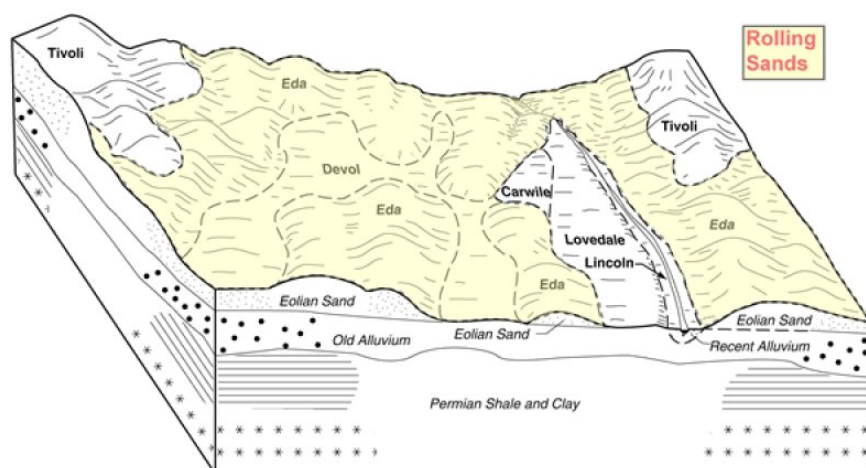 Rolling
Sands
Tivoli
Eda
Tivoli
Devol
Carwile
Eda
Eda
Lovedale
Lincoln
Eda
Eolian Sand
Eolian Sand
Eolian Sand
Old Alluvium
Recent Alluvium
Permian Shale and Clay